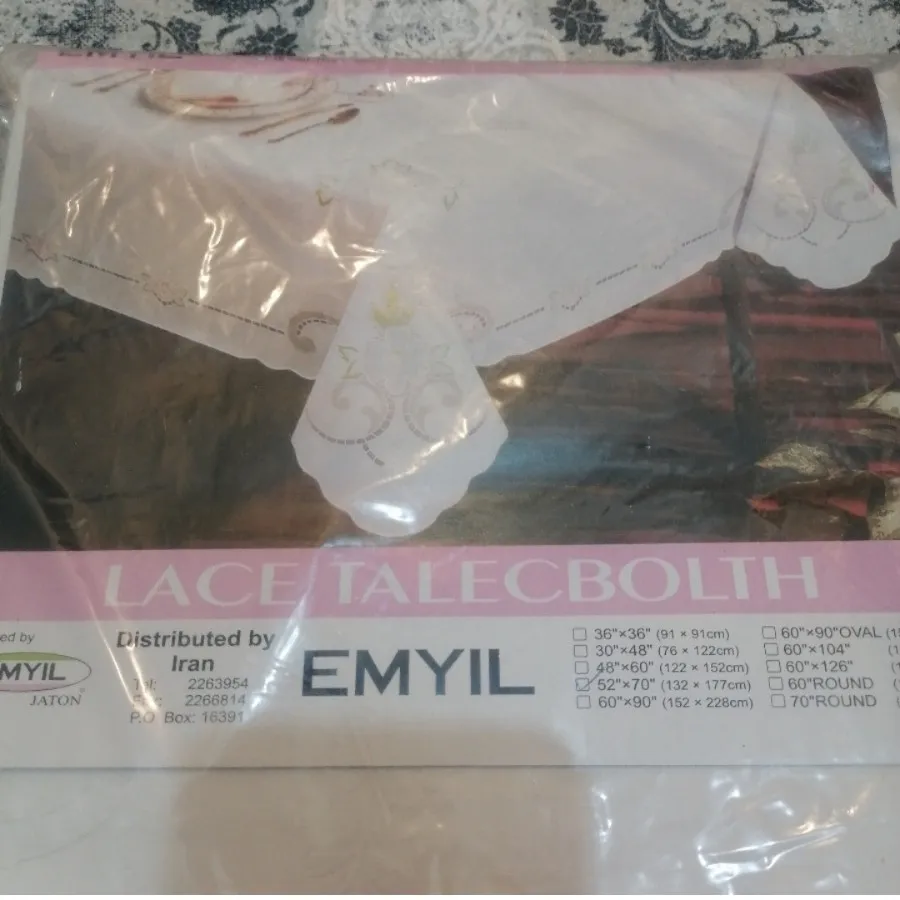 LACE TALECBOLTH
ed by
MYIL
JATON
Distributed by
Iran
Tel: 2263954
2266814
P.O Box: 16391
EMYIL
36"×36" (91 × 91cm)
30"×48" (76 × 122cm)
48"×60" (122 × 152cm)
52"×70" (132 × 177cm)
60"×90" (152 × 228cm)
60"×90"OVAL
60"×104"
60"×126"
60"ROUND
70"ROUND